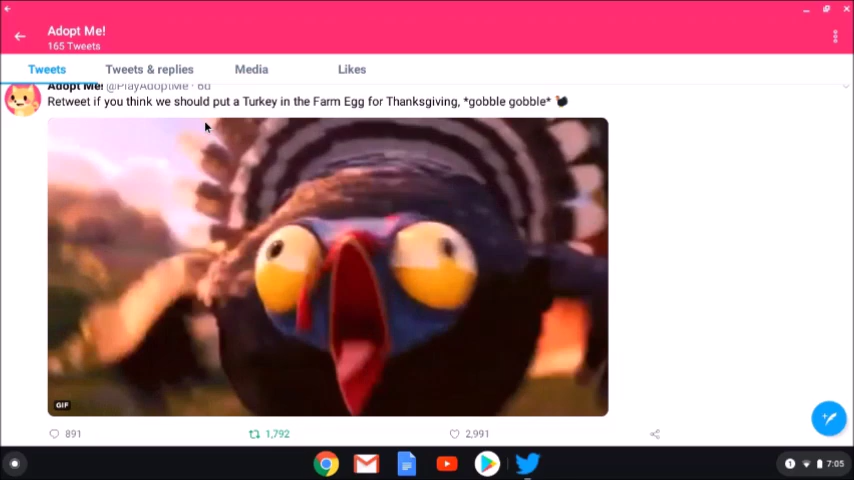 Adopt Me!
165 Tweets
Tweets
Tweets & replies
Media
Likes
Adopt Me! @PlayAdoptMe · 6d
Retweet if you think we should put a Turkey in the Farm Egg for Thanksgiving, *gobble gobble* 🦃
GIF
891
1,792
2,991
1
7:05